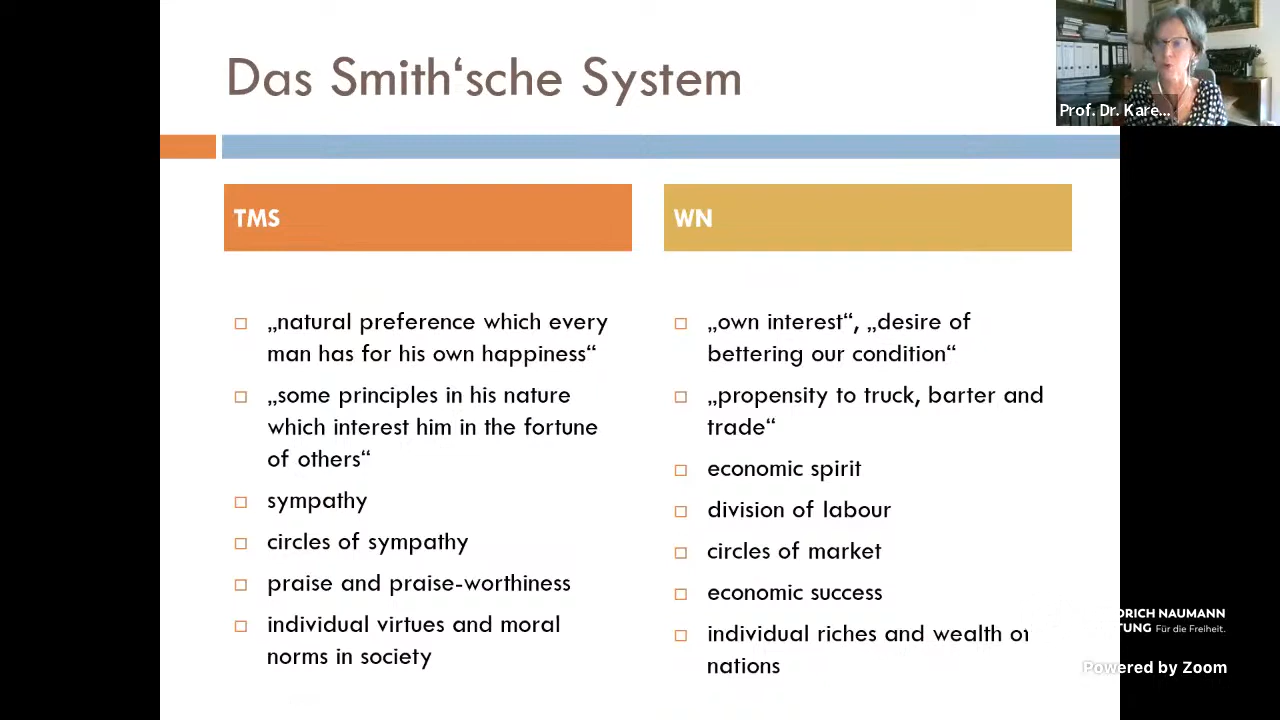 Das Smith‘sche System
Prof. Dr. Kare...
TMS
„natural preference which every
man has for his own happiness“
„some principles in his nature
which interest him in the fortune
of others“
sympathy
circles of sympathy
praise and praise-worthiness
individual virtues and moral
norms in society
WN
„own interest“, „desire of
bettering our condition“
„propensity to truck, barter and
trade“
economic spirit
division of labour
circles of market
economic success
individual riches and wealth of
nations
DRICH NAUMANN
TUNG Für die Freiheit.
Powered by Zoom